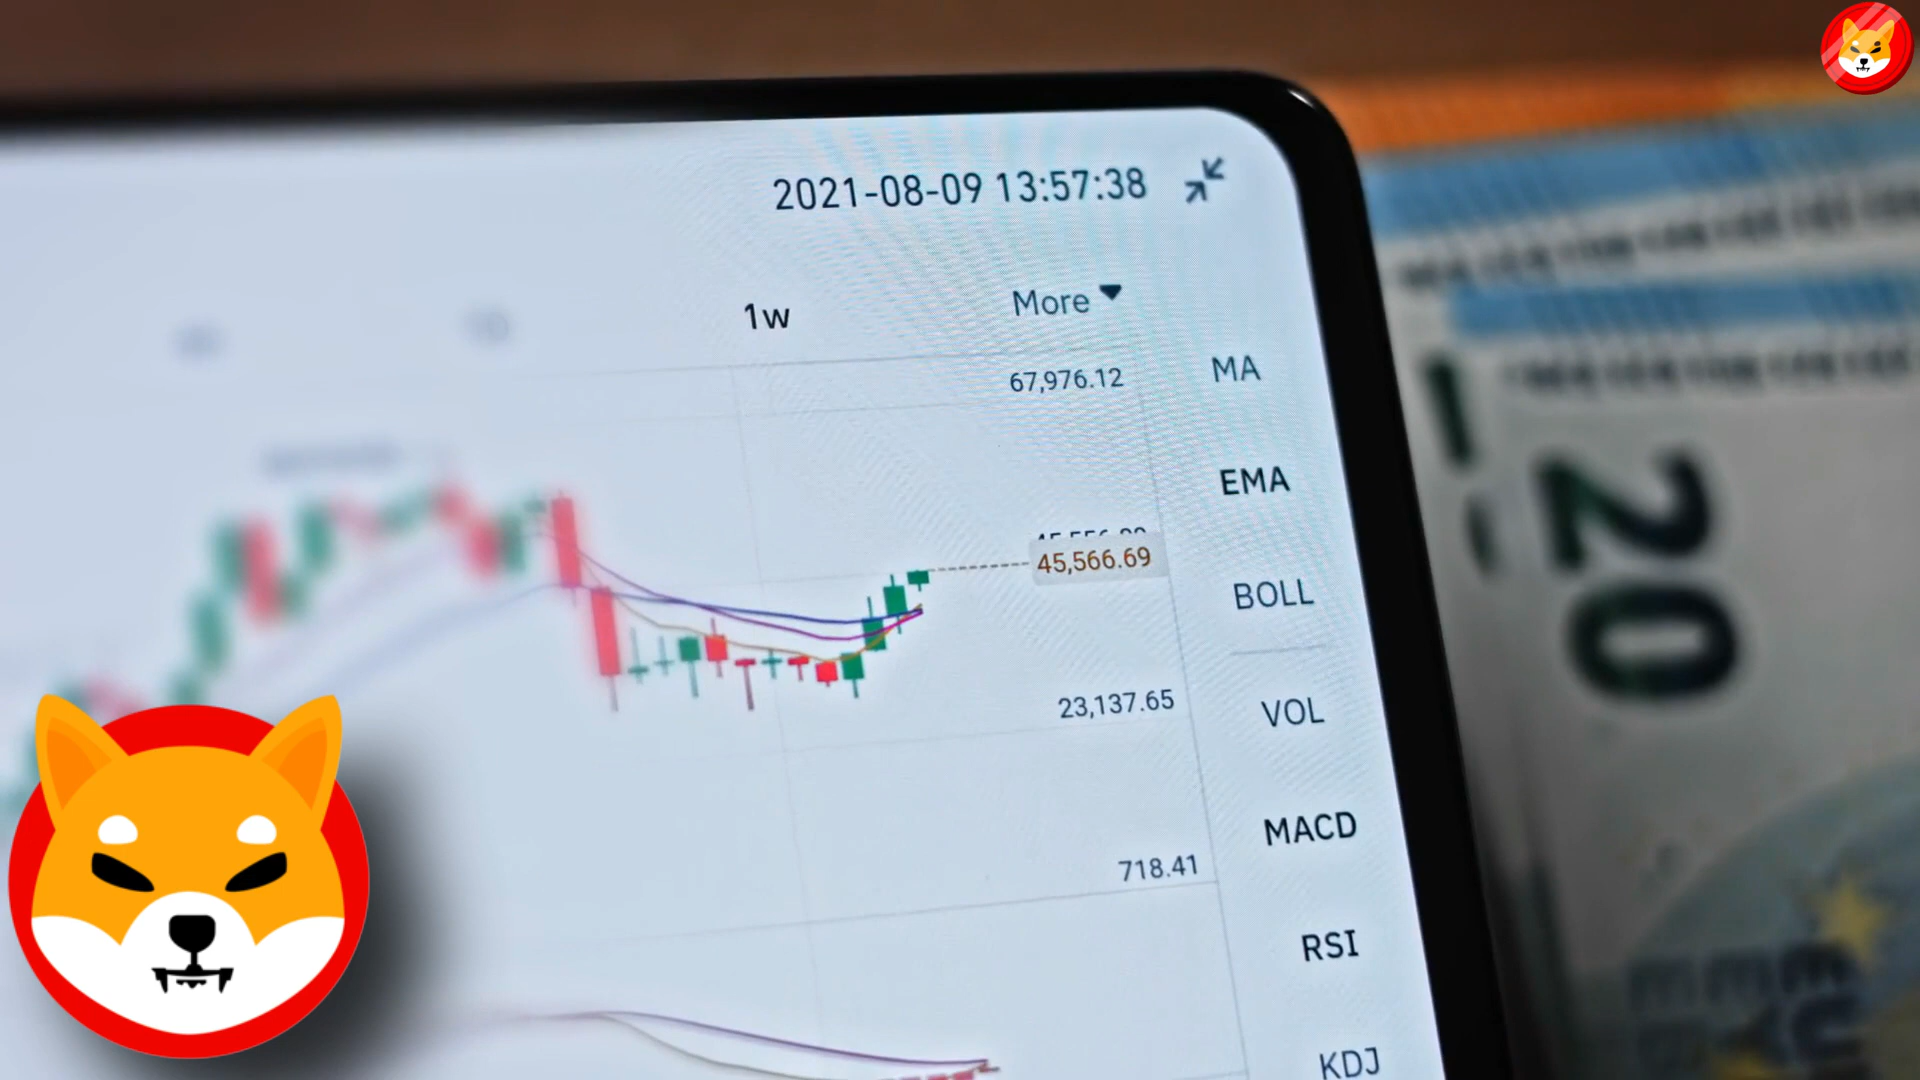 2021-08-09 13:57:38
1w More
67,976.12
MA
EMA
45,566.69
BOLL
23,137.65
VOL
MACD
718.41
RSI
KDJ
20